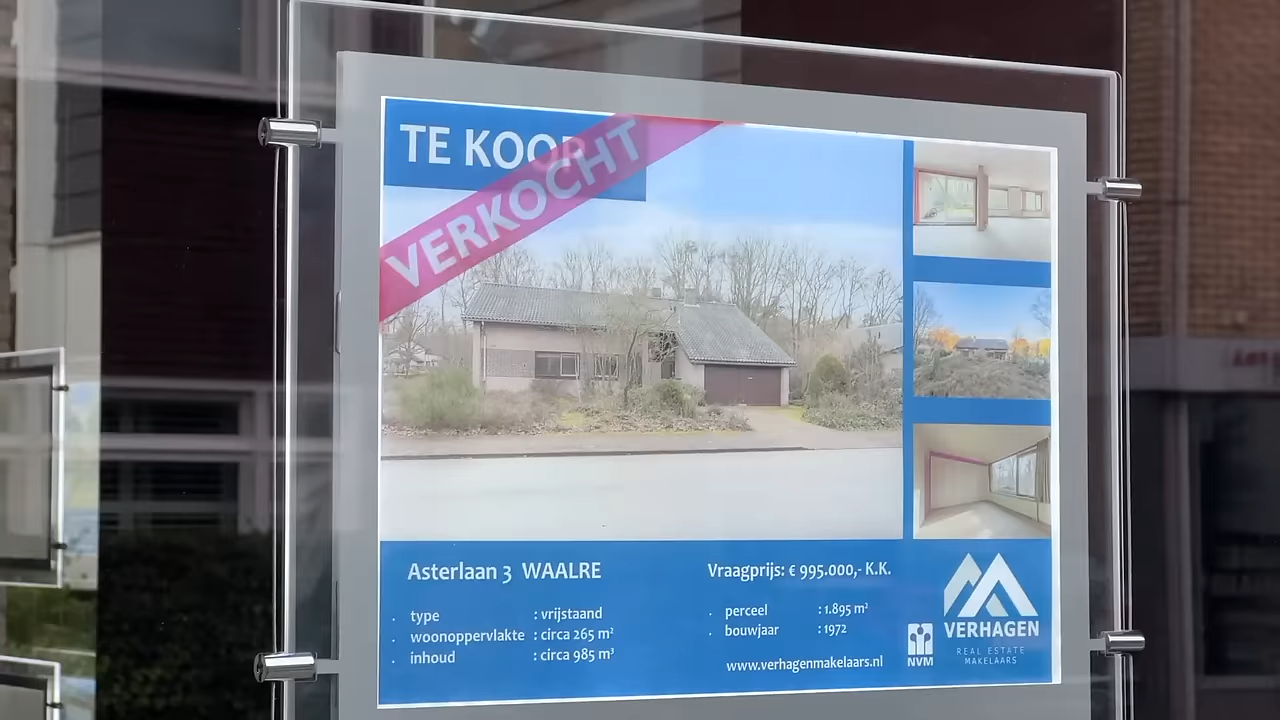 TE KOOP
VERKOCHT
Asterlaan 3 WAALRE
. type : vrijstaand
. woonoppervlakte : circa 265 m²
. inhoud : circa 985 m³
Vraagprijs: € 995.000,- K.K.
. perceel : 1.895 m²
. bouwjaar : 1972
www.verhagenmakelaars.nl
NVM
VERHAGEN
REAL ESTATE
MAKELAARS